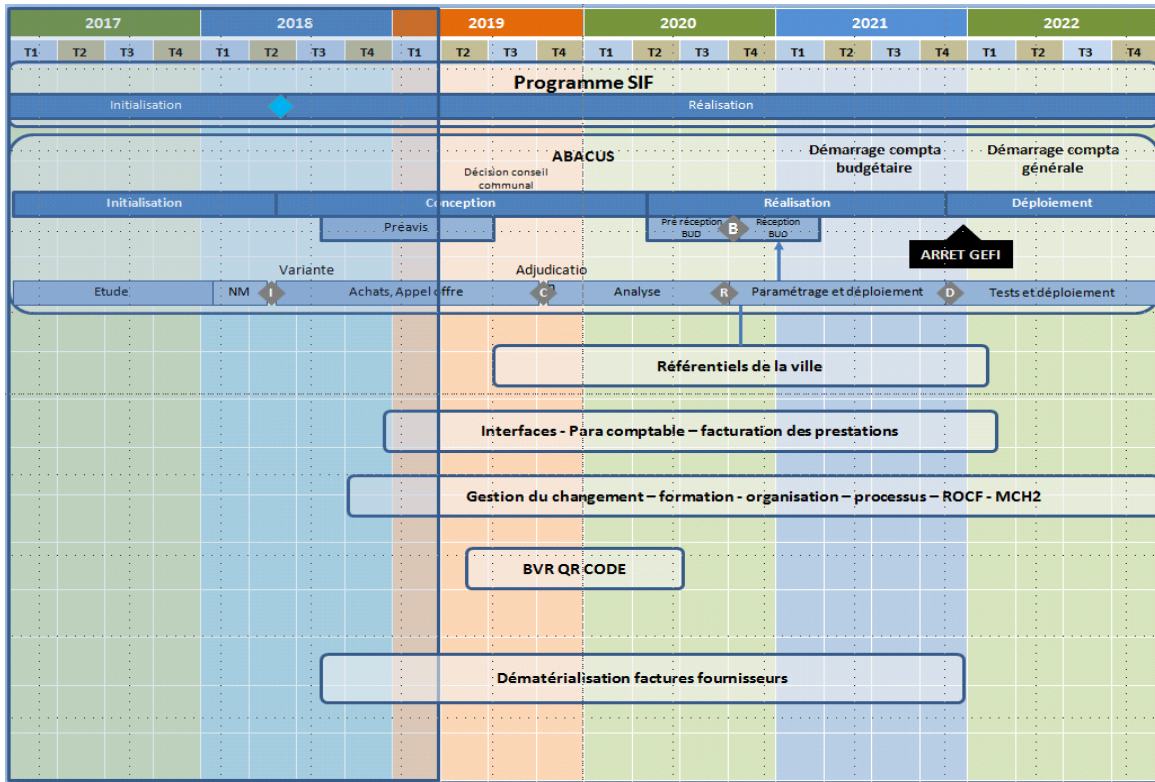 2017 2018 2019 2020 2021 2022
T1 T2 T3 T4 T1 T2 T3 T4 T1 T2 T3 T4 T1 T2 T3 T4 T1 T2 T3 T4 T1 T2 T3 T4
Programme SIF
Initialisation Réalisation
ABACUS
Démarrage compta
budgétaire
Démarrage compta
générale
Décision conseil
communal
Initialisation Conception Réalisation Déploiement
Préavis
Pré réception
BUD
B
Réception
BUD
ARRET GEFI
Variante
Adjudicatio
n
Etude NM I Achats, Appel offre C Analyse R Paramétrage et déploiement D Tests et déploiement
Référentiels de la ville
Interfaces - Para comptable – facturation des prestations
Gestion du changement – formation - organisation – processus – ROCF - MCH2
BVR QR CODE
Dématérialisation factures fournisseurs